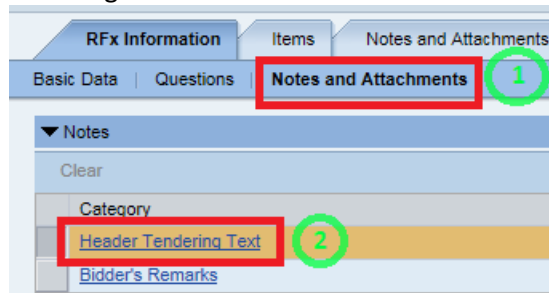 RFx Information Items Notes and Attachments
Basic Data | Questions | Notes and Attachments 1
Notes
Clear
Category
Header Tendering Text 2
Bidder's Remarks